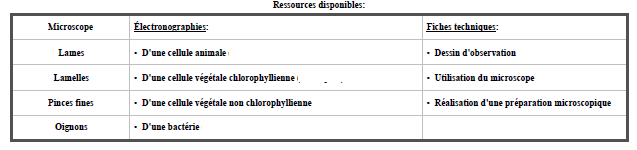 Ressources disponibles:
Microscope Électronographies: Fiches techniques:
Lames • D'une cellule animale • Dessin d'observation
Lamelles • D'une cellule végétale chlorophyllienne • Utilisation du microscope
Pinces fines • D'une cellule végétale non chlorophyllienne • Réalisation d'une préparation microscopique
Oignons • D'une bactérie